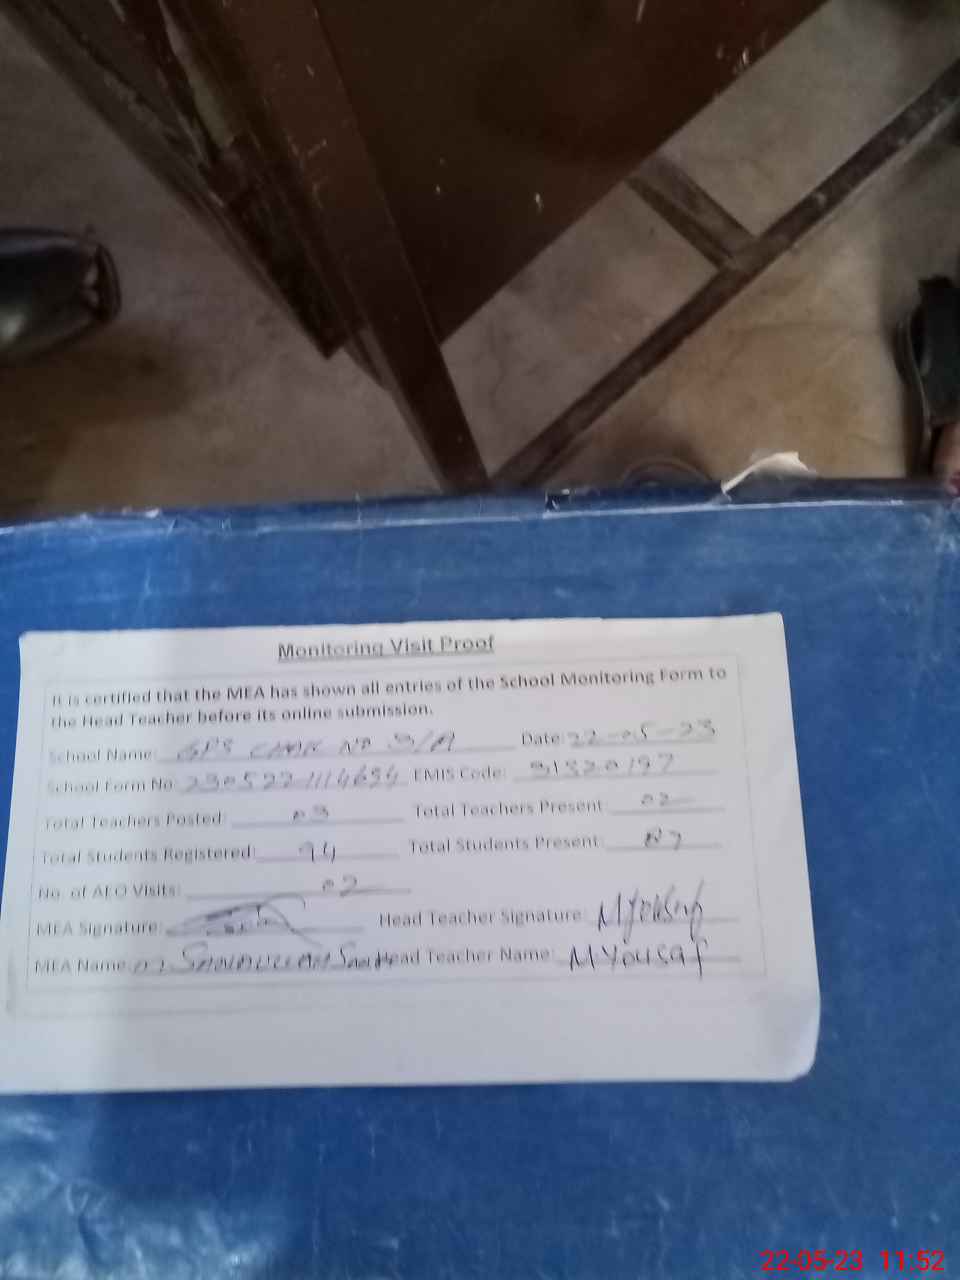 Monitoring Visit Proof
It is certified that the MEA has shown all entries of the School Monitoring Form to
the Head Teacher before its online submission.
School Name: GPS CHAK NO 3/A Date: 22-05-23
School Form No: 2305221114654 EMIS Code: 31320197
Total Teachers Posted: 03 Total Teachers Present: 02
Total Students Registered: 94 Total Students Present: 87
No. of AEO Visits: 02
MEA Signature: Head Teacher Signature: MYousaf
MEA Name: M. SANAULLAH Head Teacher Name: MYousaf
22-05-23 11:52